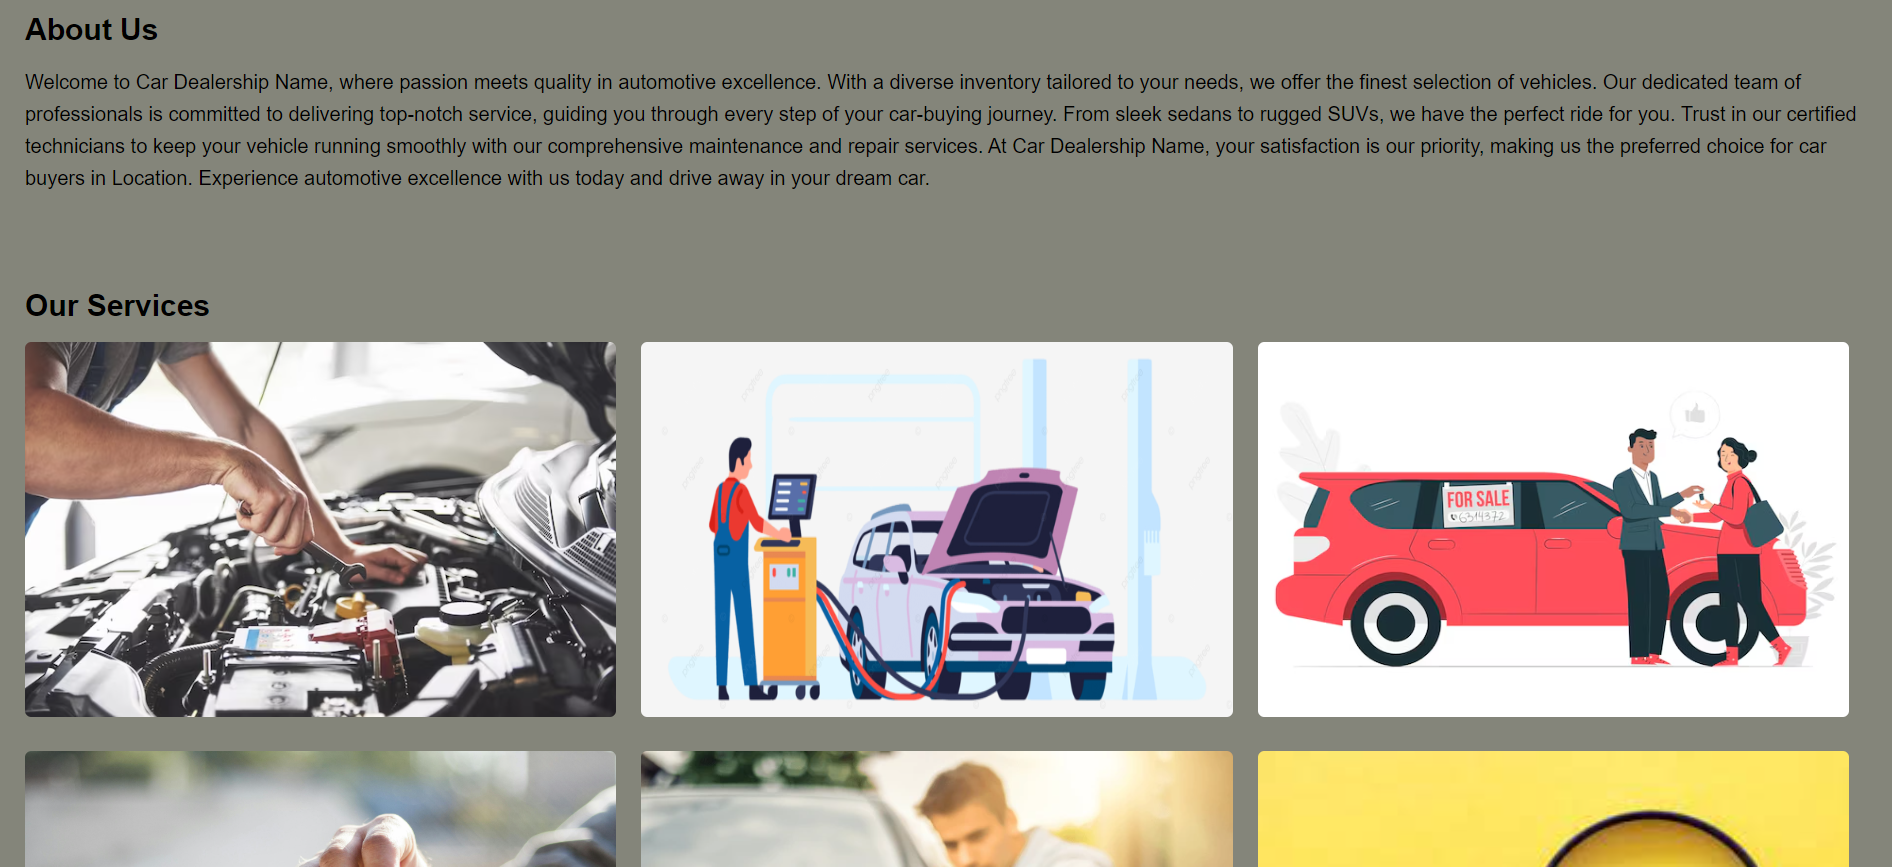 About Us
Welcome to Car Dealership Name, where passion meets quality in automotive excellence. With a diverse inventory tailored to your needs, we offer the finest selection of vehicles. Our dedicated team of
professionals is committed to delivering top-notch service, guiding you through every step of your car-buying journey. From sleek sedans to rugged SUVs, we have the perfect ride for you. Trust in our certified
technicians to keep your vehicle running smoothly with our comprehensive maintenance and repair services. At Car Dealership Name, your satisfaction is our priority, making us the preferred choice for car
buyers in Location. Experience automotive excellence with us today and drive away in your dream car.
Our Services
FOR SALE